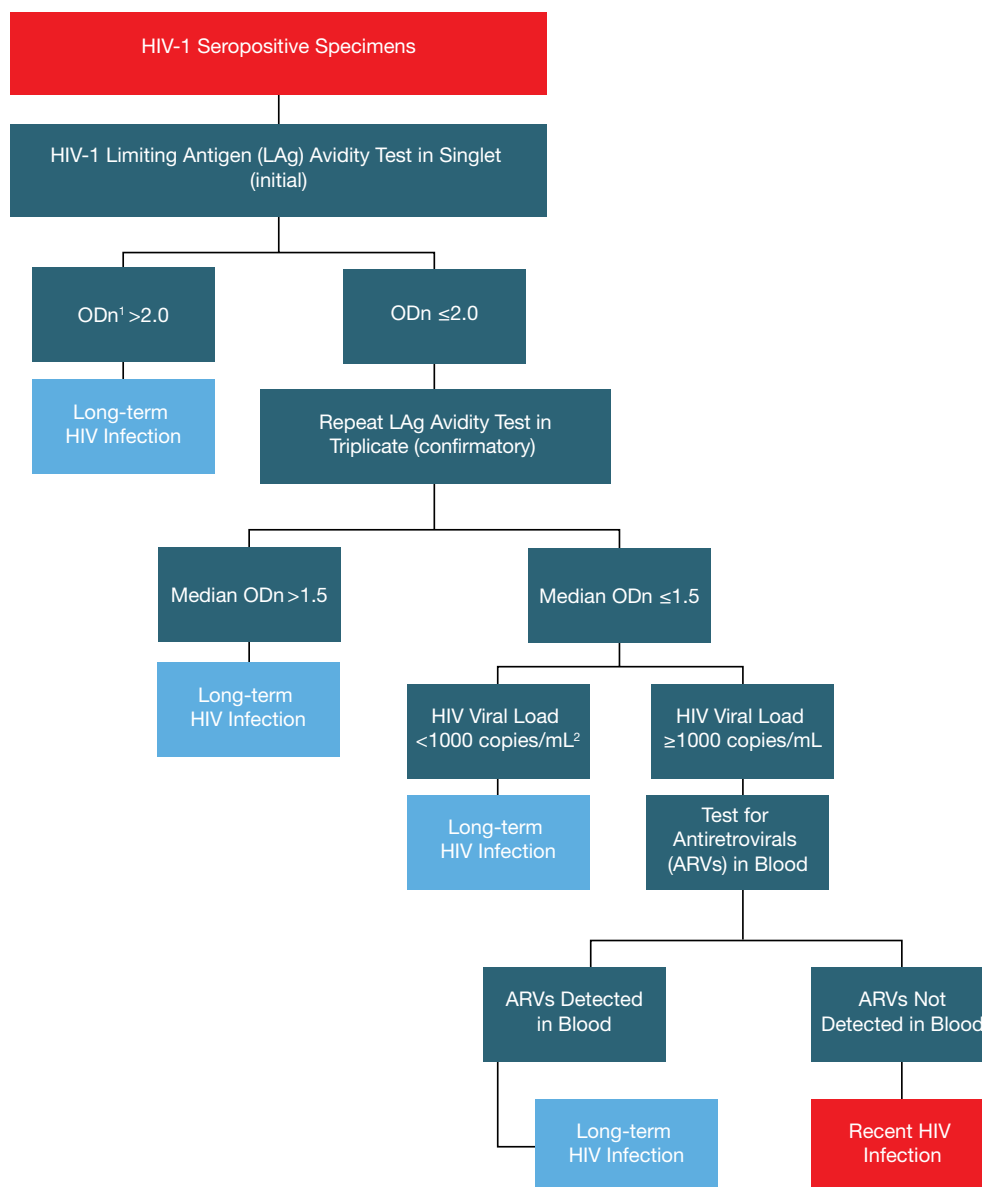 HIV-1 Seropositive Specimens
HIV-1 Limiting Antigen (LAg) Avidity Test in Singlet
(initial)
ODn¹ >2.0
ODn ≤2.0
Long-term
HIV Infection
Repeat LAg Avidity Test in
Triplicate (confirmatory)
Median ODn >1.5
Median ODn ≤1.5
Long-term
HIV Infection
HIV Viral Load
<1000 copies/mL²
HIV Viral Load
≥1000 copies/mL
Long-term
HIV Infection
Test for
Antiretrovirals
(ARVs) in Blood
ARVs Detected
in Blood
ARVs Not
Detected in Blood
Long-term
HIV Infection
Recent HIV
Infection